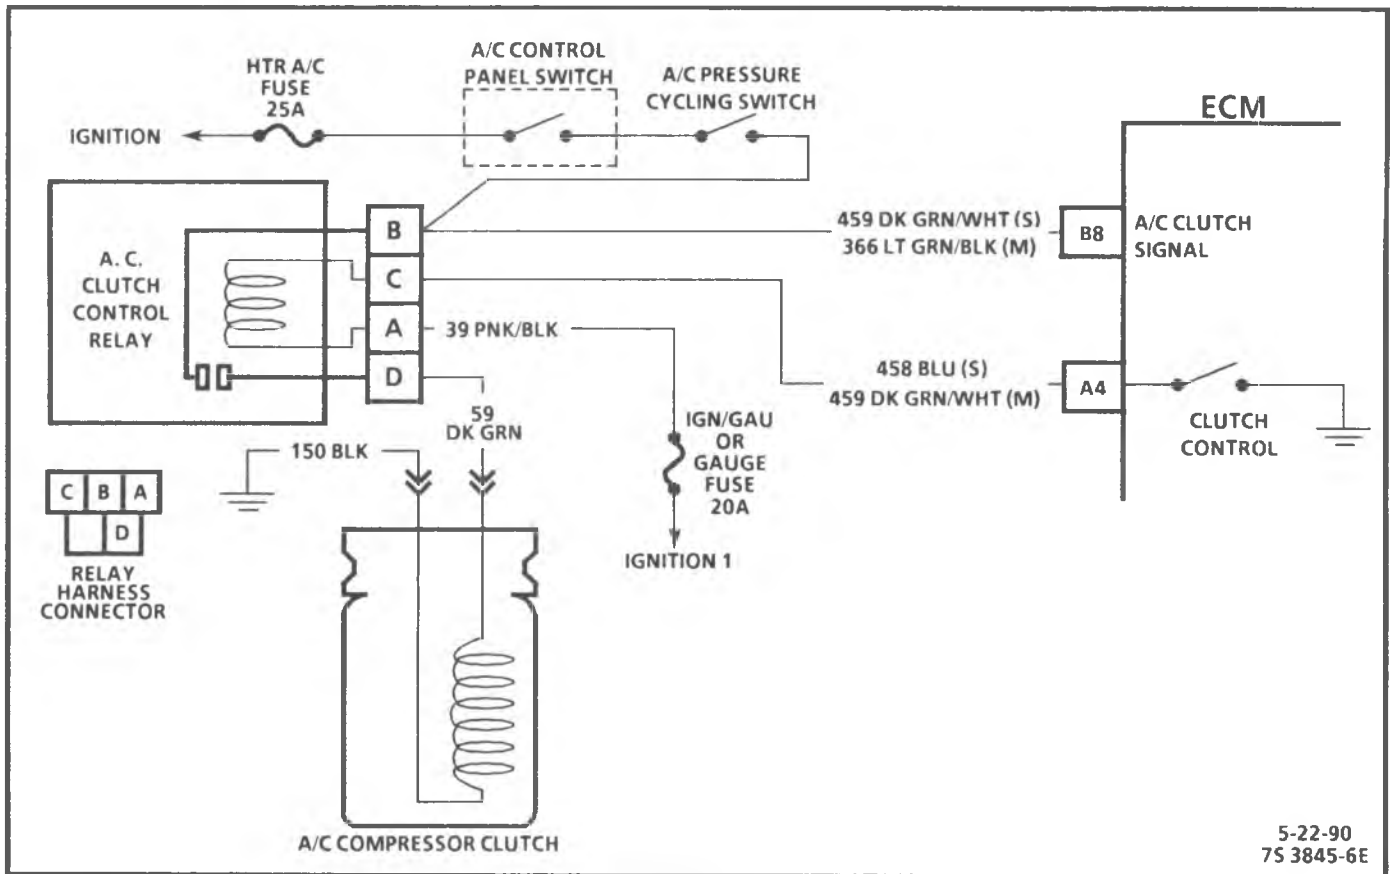 HTR A/C
FUSE
25A
A/C CONTROL
PANEL SWITCH
A/C PRESSURE
CYCLING SWITCH
ECM
IGNITION
A. C.
CLUTCH
CONTROL
RELAY
B
C
A
D
459 DK GRN/WHT (S)
366 LT GRN/BLK (M)
B8
A/C CLUTCH
SIGNAL
39 PNK/BLK
458 BLU (S)
459 DK GRN/WHT (M)
A4
CLUTCH
CONTROL
59
DK GRN
150 BLK
IGN/GAU
OR
GAUGE
FUSE
20A
IGNITION 1
C B A
D
RELAY
HARNESS
CONNECTOR
A/C COMPRESSOR CLUTCH
5-22-90
7S 3845-6E